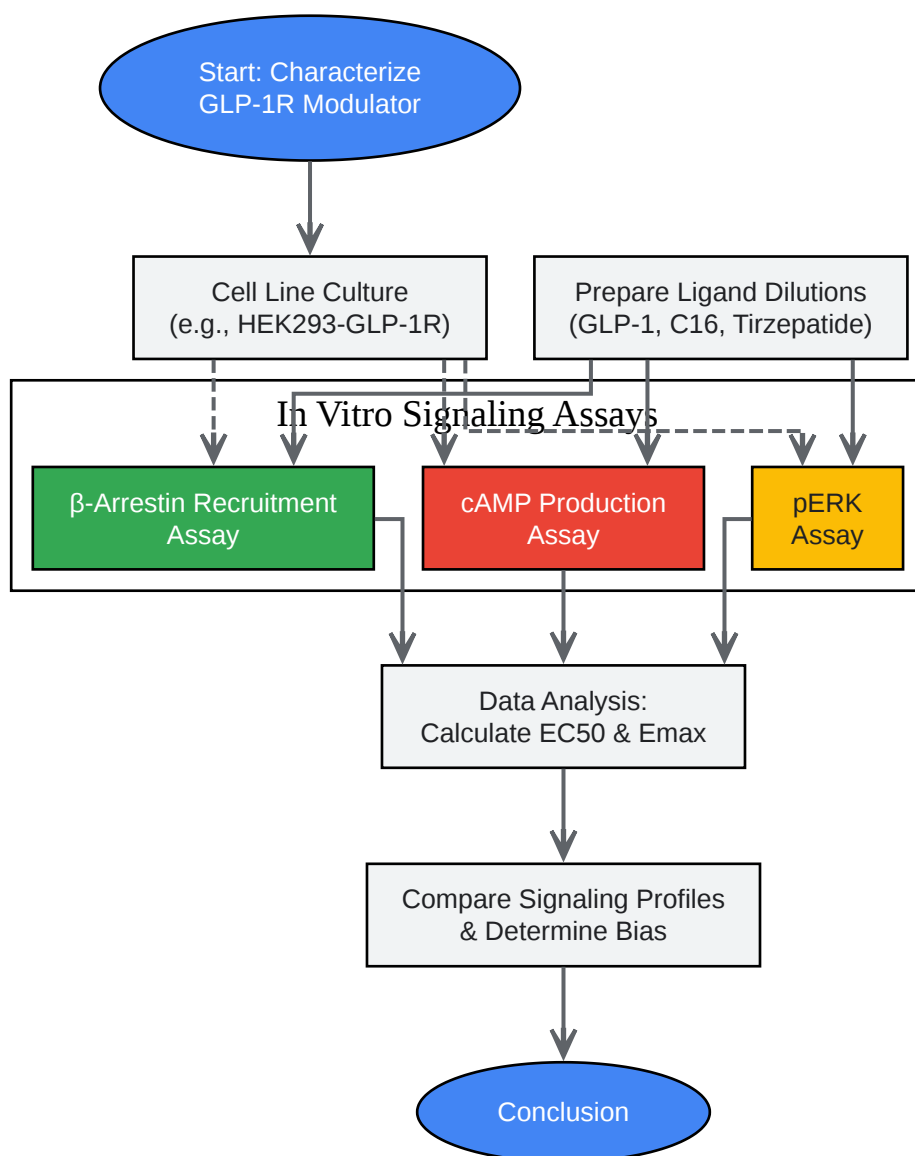 Start: Characterize
GLP-1R Modulator
Cell Line Culture
(e.g., HEK293-GLP-1R)
Prepare Ligand Dilutions
(GLP-1, C16, Tirzepatide)
In Vitro Signaling Assays
β-Arrestin Recruitment
Assay
cAMP Production
Assay
pERK
Assay
Data Analysis:
Calculate EC50 & Emax
Compare Signaling Profiles
& Determine Bias
Conclusion